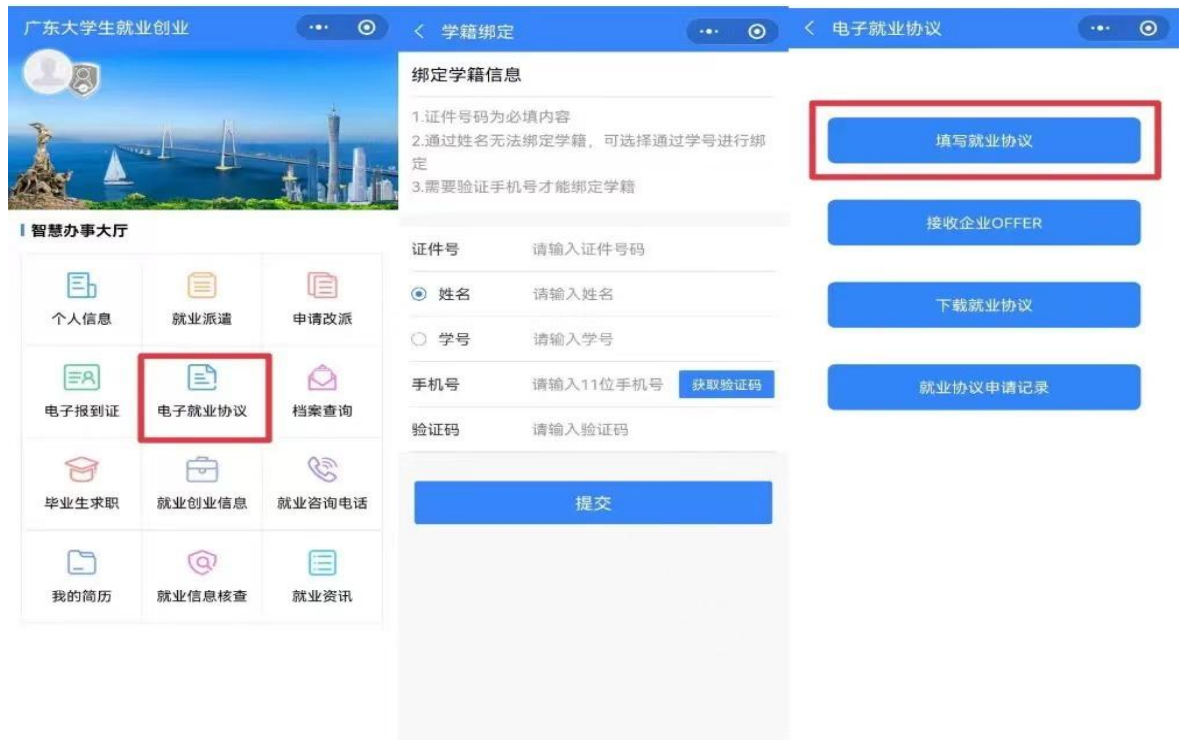 广东大学生就业创业
智慧办事大厅
个人信息
就业派遣
申请改派
电子报到证
电子就业协议
档案查询
毕业生求职
就业创业信息
就业咨询电话
我的简历
就业信息核查
就业资讯
学籍绑定
绑定学籍信息
1.证件号码为必填内容
2.通过姓名无法绑定学籍，可选择通过学号进行绑
定
3.需要验证手机号才能绑定学籍
证件号 请输入证件号码
姓名 请输入姓名
学号 请输入学号
手机号 请输入11位手机号 获取验证码
验证码 请输入验证码
提交
电子就业协议
填写就业协议
接收企业OFFER
下载就业协议
就业协议申请记录